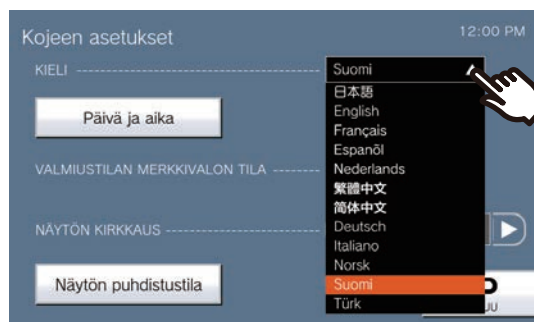 Kojeen asetukset
12:00 PM
KIELI
Suomi
日本語
English
Français
Espanõl
Nederlands
繁體中文
简体中文
Deutsch
Italiano
Norsk
Suomi
Türk
Päivä ja aika
VALMIUSTILAN MERKKIVALON TILA
NÄYTÖN KIRKKAUS
Näytön puhdistustila